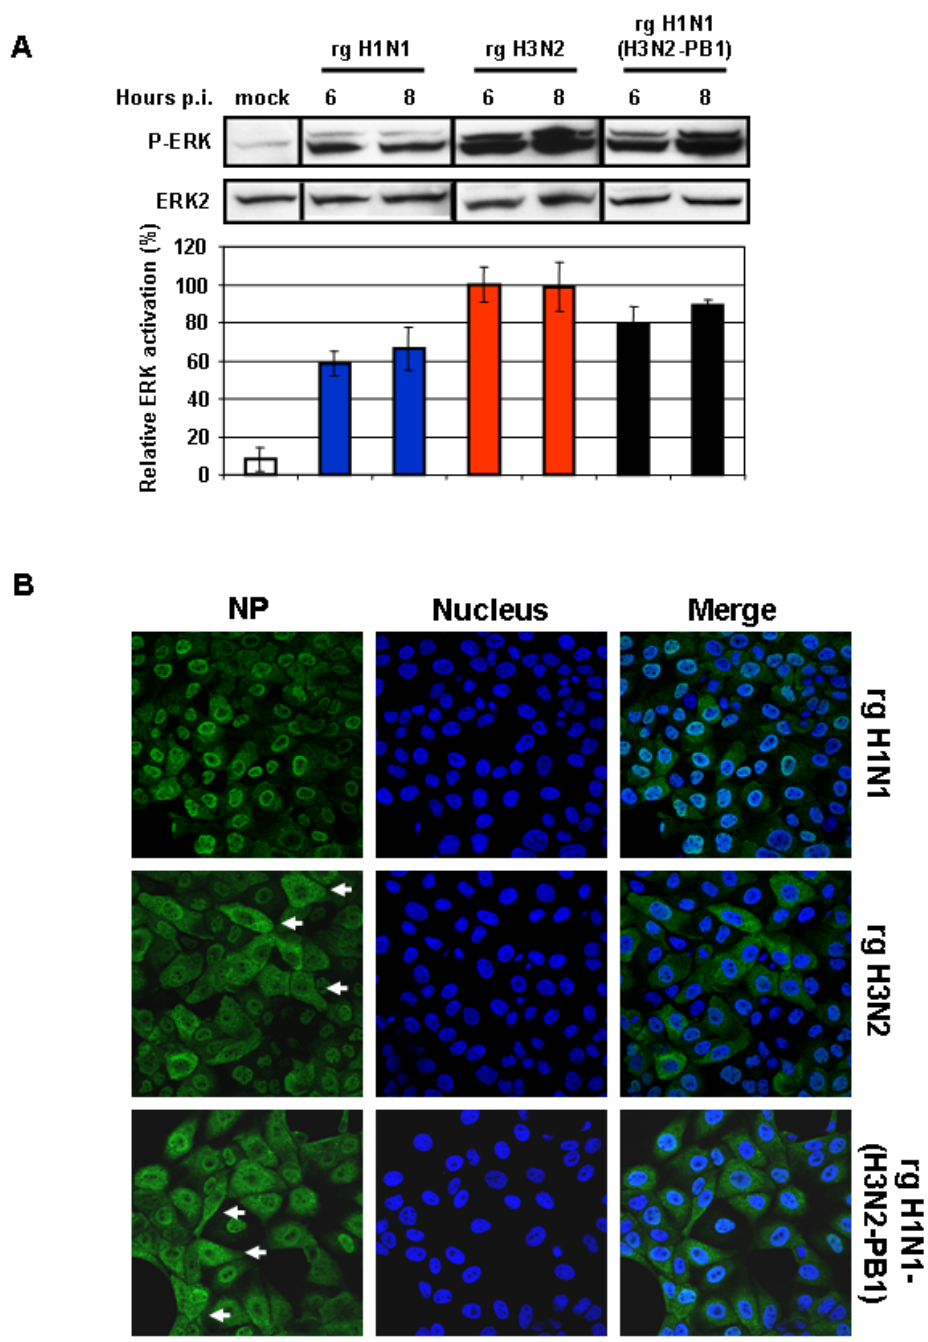 A
rg H1N1
rg H3N2
rg H1N1
(H3N2-PB1)
Hours p.i. mock 6 8 6 8 6 8
P-ERK
ERK2
Relative ERK activation (%)
120
100
80
60
40
20
0
B
NP Nucleus Merge
rg H1N1
rg H3N2
rg H1N1-
(H3N2-PB1)